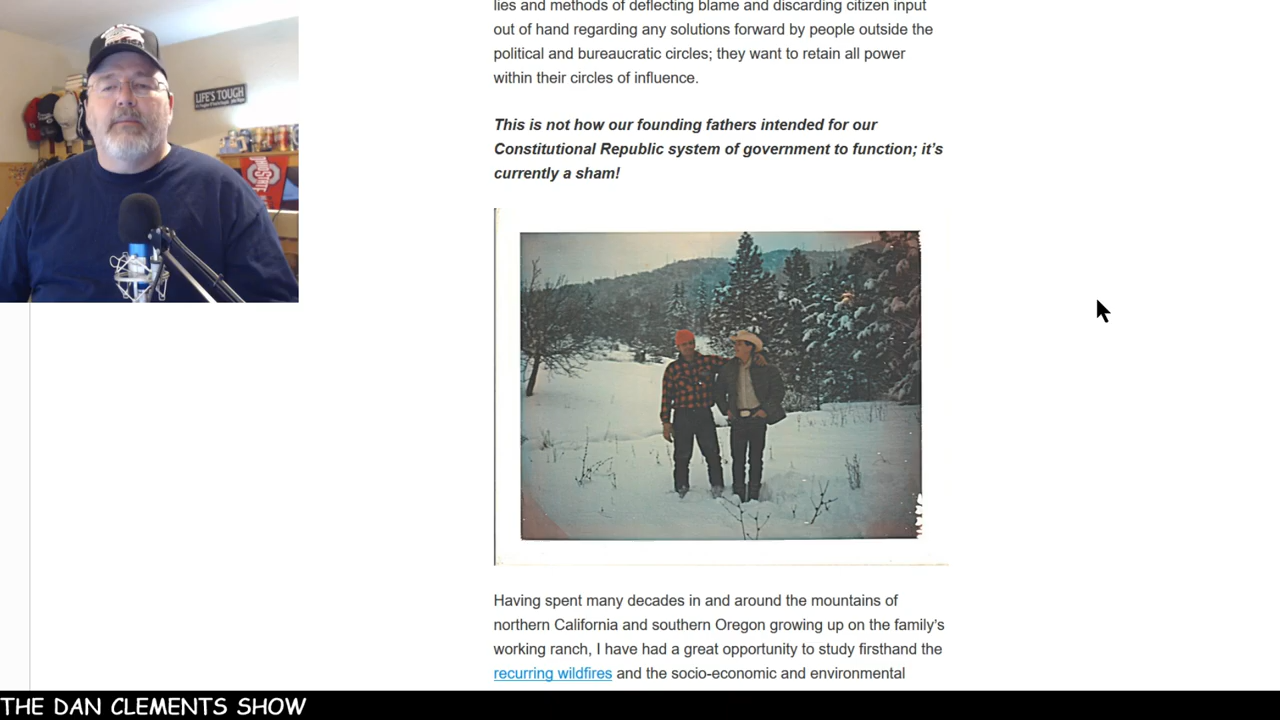 lies and methods of deflecting blame and discarding citizen input
out of hand regarding any solutions forward by people outside the
political and bureaucratic circles; they want to retain all power
within their circles of influence.
This is not how our founding fathers intended for our
Constitutional Republic system of government to function; it’s
currently a sham!
LIFE'S TOUGH
Having spent many decades in and around the mountains of
northern California and southern Oregon growing up on the family’s
working ranch, I have had a great opportunity to study firsthand the
recurring wildfires and the socio-economic and environmental
THE DAN CLEMENTS SHOW